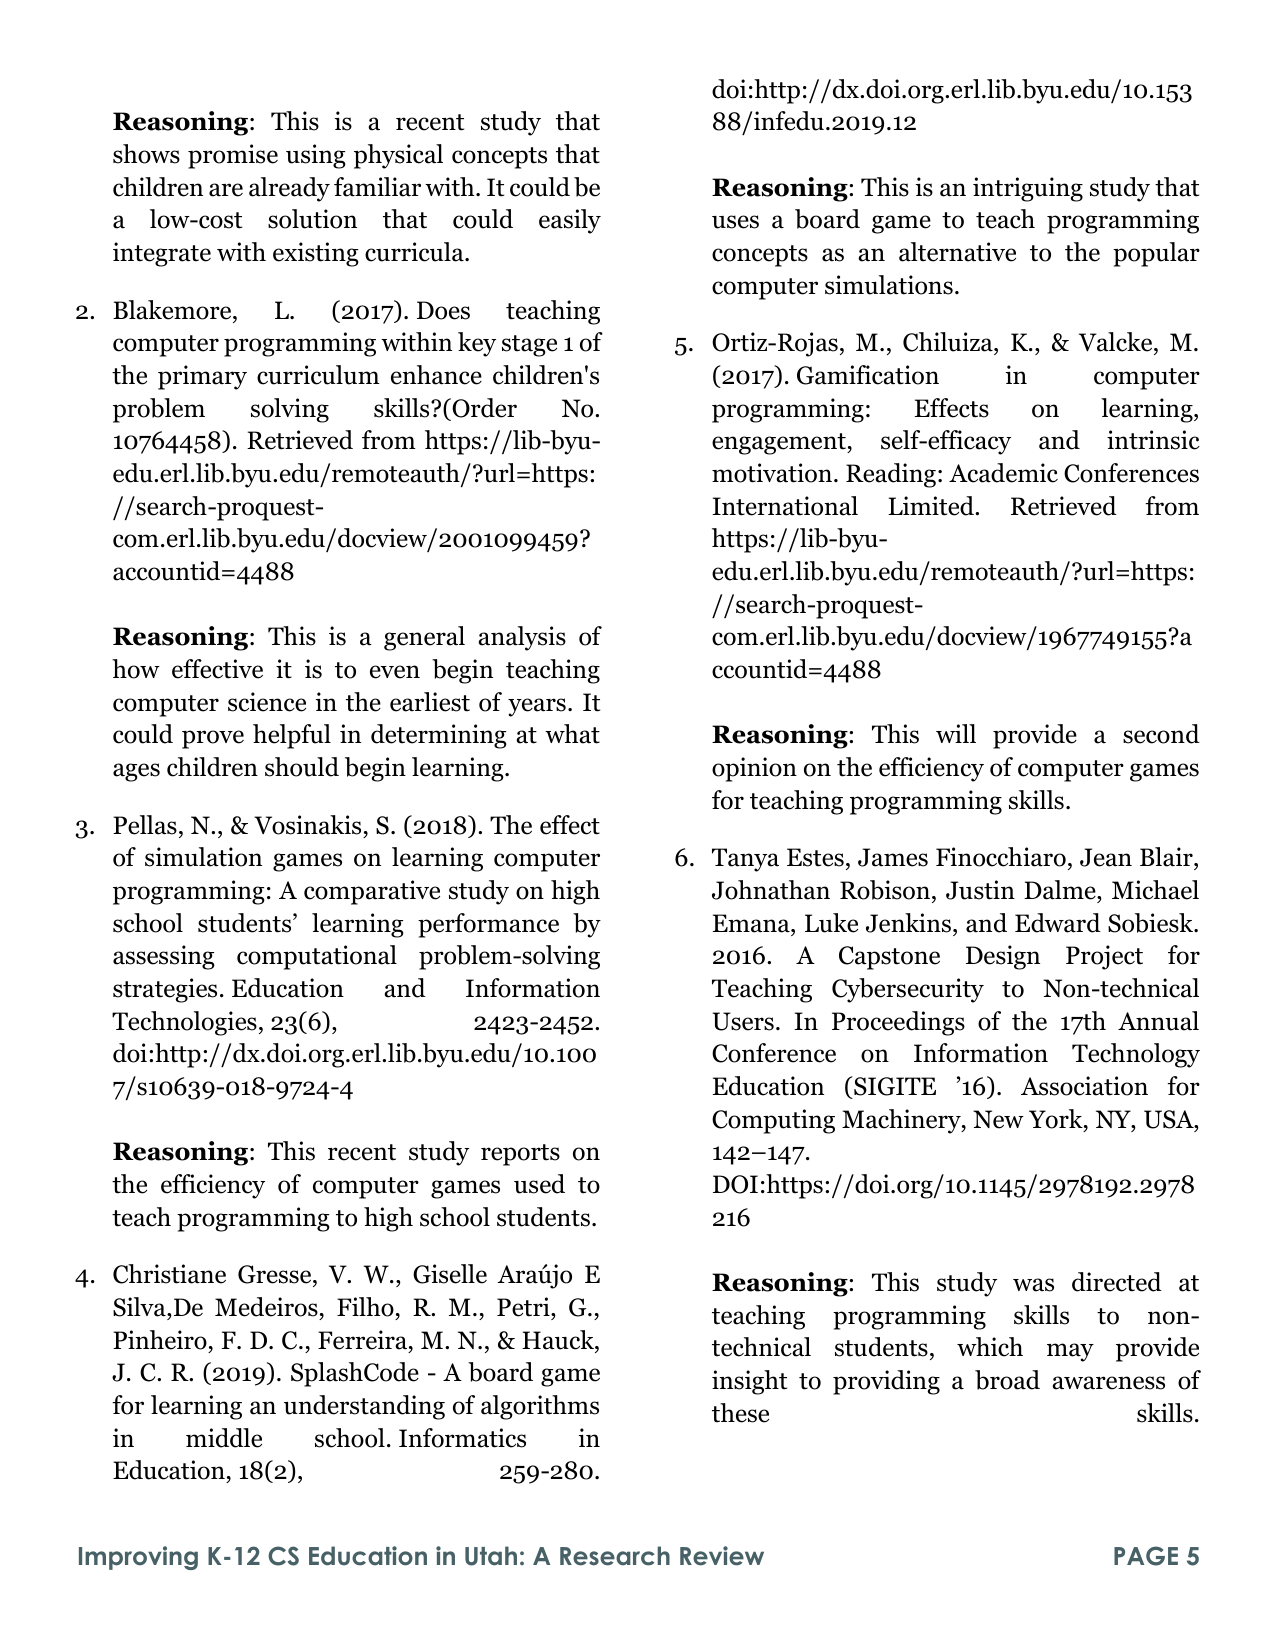 Reasoning: This is a recent study that
shows promise using physical concepts that
children are already familiar with. It could be
a low-cost solution that could easily
integrate with existing curricula.
2. Blakemore, L. (2017). Does teaching
computer programming within key stage 1 of
the primary curriculum enhance children's
problem solving skills?(Order No.
10764458). Retrieved from https://lib-byu-
edu.erl.lib.byu.edu/remoteauth/?url=https:
//search-proquest-
com.erl.lib.byu.edu/docview/2001099459?
accountid=4488
Reasoning: This is a general analysis of
how effective it is to even begin teaching
computer science in the earliest of years. It
could prove helpful in determining at what
ages children should begin learning.
3. Pellas, N., & Vosinakis, S. (2018). The effect
of simulation games on learning computer
programming: A comparative study on high
school students’ learning performance by
assessing computational problem-solving
strategies. Education and Information
Technologies, 23(6), 2423-2452.
doi:http://dx.doi.org.erl.lib.byu.edu/10.100
7/s10639-018-9724-4
Reasoning: This recent study reports on
the efficiency of computer games used to
teach programming to high school students.
4. Christiane Gresse, V. W., Giselle Araújo E
Silva,De Medeiros, Filho, R. M., Petri, G.,
Pinheiro, F. D. C., Ferreira, M. N., & Hauck,
J. C. R. (2019). SplashCode - A board game
for learning an understanding of algorithms
in middle school. Informatics in
Education, 18(2), 259-280.
doi:http://dx.doi.org.erl.lib.byu.edu/10.153
88/infedu.2019.12
Reasoning: This is an intriguing study that
uses a board game to teach programming
concepts as an alternative to the popular
computer simulations.
5. Ortiz-Rojas, M., Chiluiza, K., & Valcke, M.
(2017). Gamification in computer
programming: Effects on learning,
engagement, self-efficacy and intrinsic
motivation. Reading: Academic Conferences
International Limited. Retrieved from
https://lib-byu-
edu.erl.lib.byu.edu/remoteauth/?url=https:
//search-proquest-
com.erl.lib.byu.edu/docview/1967749155?a
ccountid=4488
Reasoning: This will provide a second
opinion on the efficiency of computer games
for teaching programming skills.
6. Tanya Estes, James Finocchiaro, Jean Blair,
Johnathan Robison, Justin Dalme, Michael
Emana, Luke Jenkins, and Edward Sobiesk.
2016. A Capstone Design Project for
Teaching Cybersecurity to Non-technical
Users. In Proceedings of the 17th Annual
Conference on Information Technology
Education (SIGITE ’16). Association for
Computing Machinery, New York, NY, USA,
142–147.
DOI:https://doi.org/10.1145/2978192.2978
216
Reasoning: This study was directed at
teaching programming skills to non-
technical students, which may provide
insight to providing a broad awareness of
these skills.
Improving K-12 CS Education in Utah: A Research Review PAGE 5